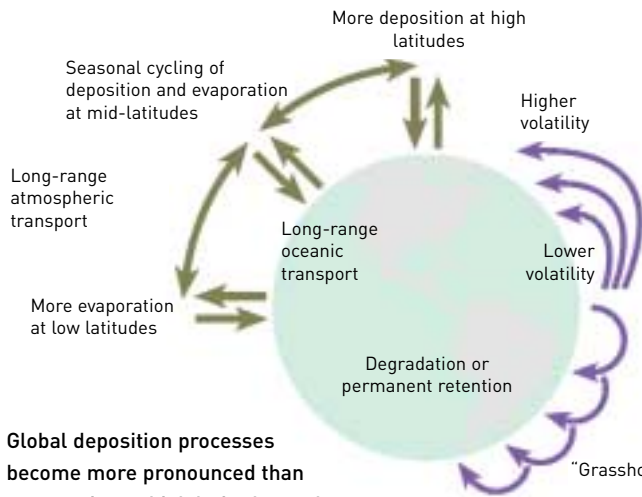 More deposition at high
latitudes
Seasonal cycling of
deposition and evaporation
at mid-latitudes
Higher
volatility
Long-range
atmospheric
transport
Long-range
oceanic
transport
Lower
volatility
More evaporation
at low latitudes
Degradation or
permanent retention
Global deposition processes
become more pronounced than
"Grassho